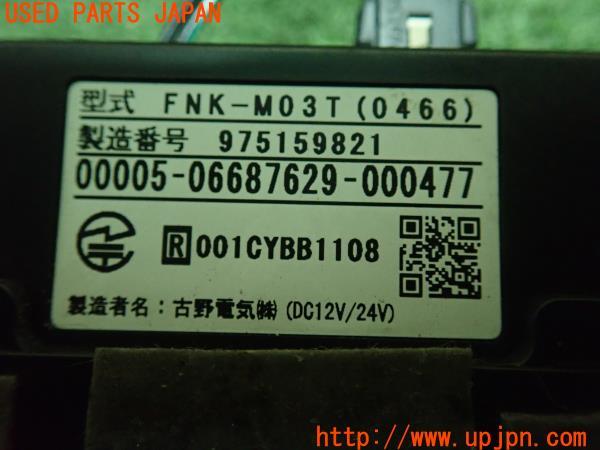 USED PARTS JAPAN
型式 FNK-M03T(0466)
製造番号 975159821
00005-06687629-000477
R 001CYBB1108
製造者名：古野電気㈱ (DC12V/24V)
http://www.upjpn.com/